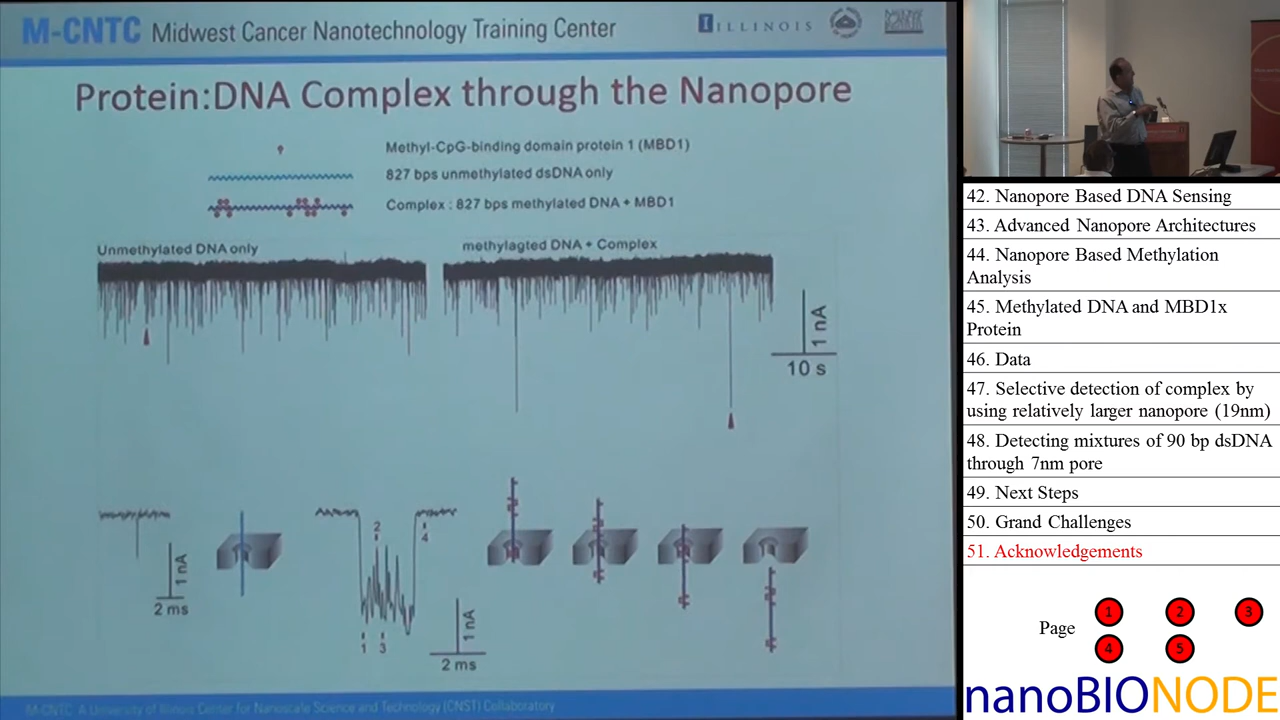 M-CNTC Midwest Cancer Nanotechnology Training Center
I ILLINOIS
Protein:DNA Complex through the Nanopore
Methyl-CpG-binding domain protein 1 (MBD1)
827 bps unmethylated dsDNA only
Complex : 827 bps methylated DNA + MBD1
Unmethylated DNA only
methylagted DNA + Complex
1 nA
10 s
1 nA
2 ms
2
4
1 3
1 nA
2 ms
M-CNTC A University of Illinois Center for Nanoscale Science and Technology (CNST) Collaboratory
42. Nanopore Based DNA Sensing
43. Advanced Nanopore Architectures
44. Nanopore Based Methylation
Analysis
45. Methylated DNA and MBD1x
Protein
46. Data
47. Selective detection of complex by
using relatively larger nanopore (19nm)
48. Detecting mixtures of 90 bp dsDNA
through 7nm pore
49. Next Steps
50. Grand Challenges
51. Acknowledgements
Page
1 2 3
4 5
nanoBIONODE